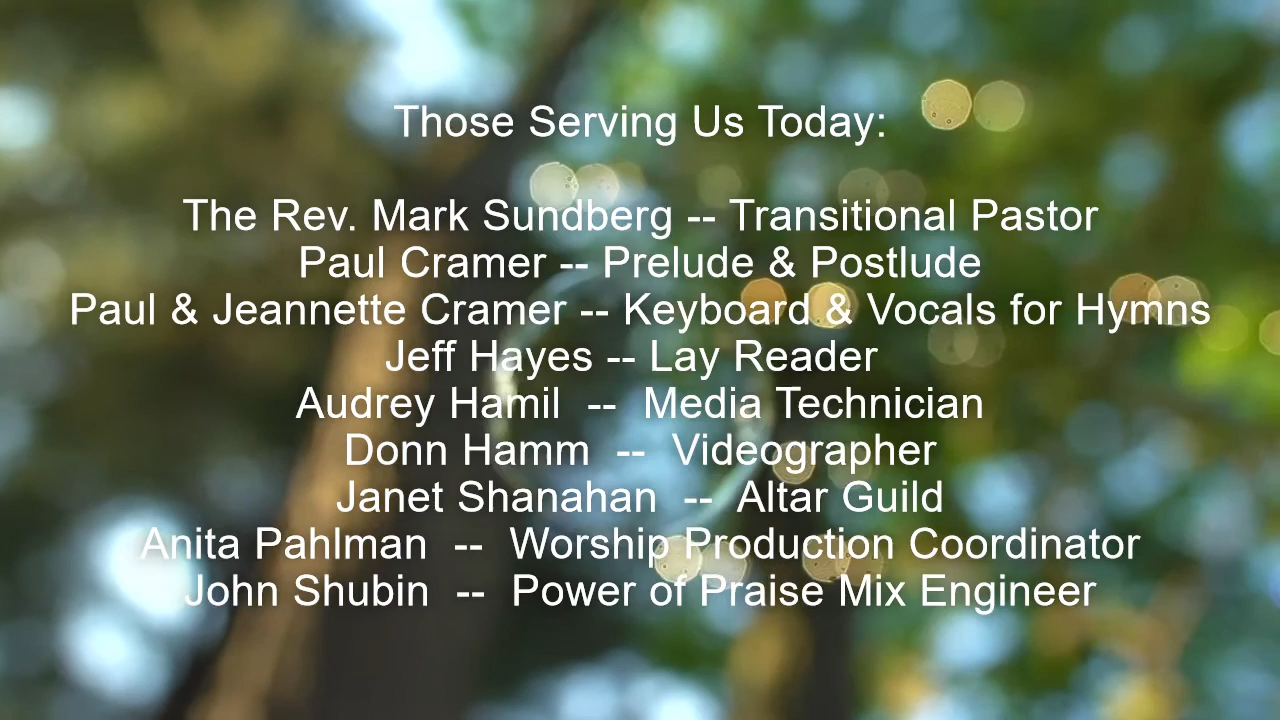 Those Serving Us Today:
The Rev. Mark Sundberg -- Transitional Pastor
Paul Cramer -- Prelude & Postlude
Paul & Jeannette Cramer -- Keyboard & Vocals for Hymns
Jeff Hayes -- Lay Reader
Audrey Hamil -- Media Technician
Donn Hamm -- Videographer
Janet Shanahan -- Altar Guild
Anita Pahlman -- Worship Production Coordinator
John Shubin -- Power of Praise Mix Engineer